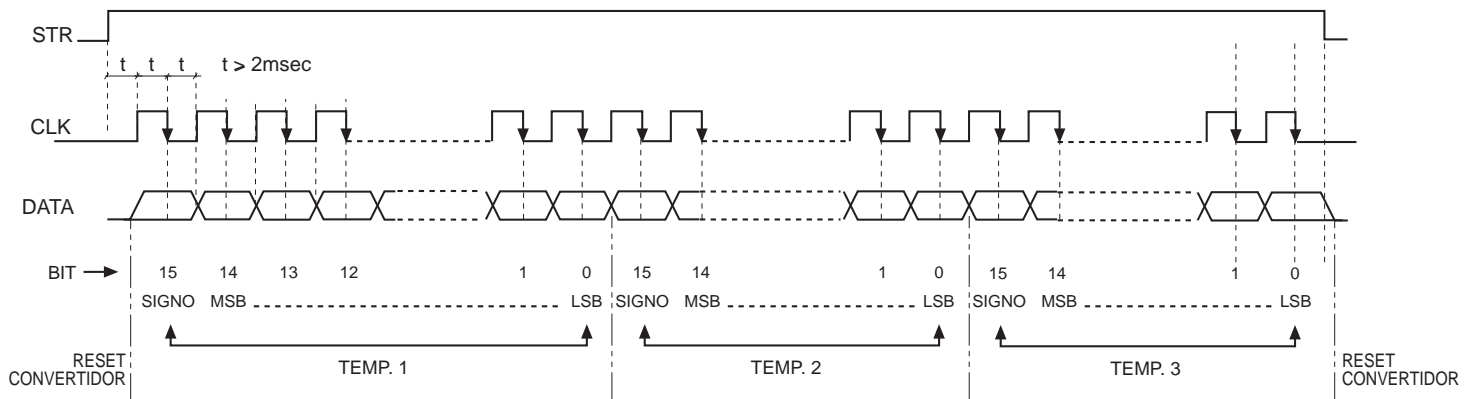 STR
t t t t > 2msec
CLK
DATA
BIT 15 14 13 12 1 0 15 14 1 0 15 14 1 0
SIGNO MSB LSB SIGNO MSB LSB SIGNO MSB LSB
RESET CONVERTIDOR
TEMP. 1 TEMP. 2 TEMP. 3
RESET CONVERTIDOR